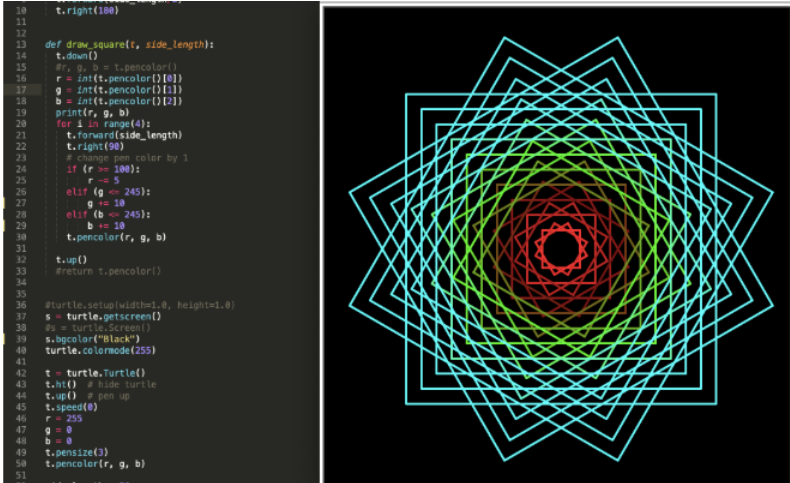 10 t.right(180)
11
12
13 def draw_square(t, side_length):
14 t.down()
15 #r, g, b = t.pencolor()
16 r = int(t.pencolor()[0])
17 g = int(t.pencolor()[1])
18 b = int(t.pencolor()[2])
19 print(r, g, b)
20 for i in range(4):
21 t.forward(side_length)
22 t.right(90)
23 # change pen color by 1
24 if (r >= 100):
25 r -= 5
26 elif (g <= 245):
27 g += 10
28 elif (b <= 245):
29 b += 10
30 t.pencolor(r, g, b)
31
32 t.up()
33 #return t.pencolor()
34
35
36 #turtle.setup(width=1.0, height=1.0)
37 s = turtle.getscreen()
38 #s = turtle.Screen()
39 s.bgcolor("Black")
40 turtle.colormode(255)
41
42 t = turtle.Turtle()
43 t.ht() # hide turtle
44 t.up() # pen up
45 t.speed(0)
46 r = 255
47 g = 0
48 b = 0
49 t.pensize(3)
50 t.pencolor(r, g, b)
51